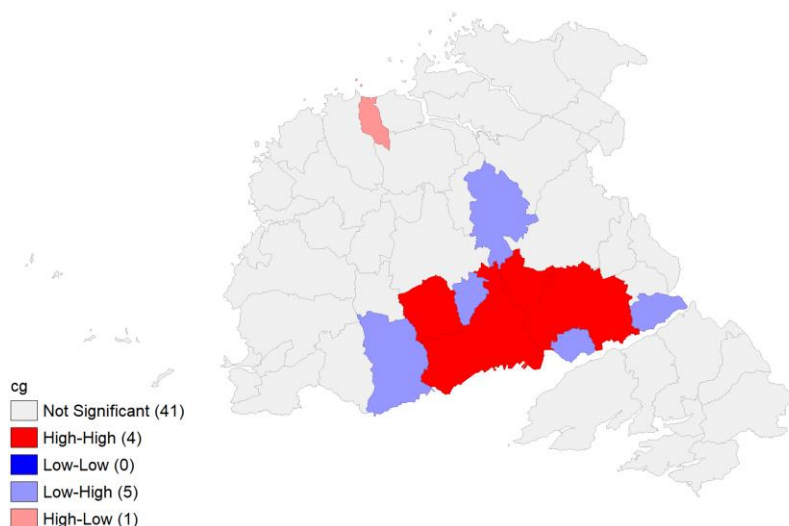 cg
Not Significant (41)
High-High (4)
Low-Low (0)
Low-High (5)
High-Low (1)